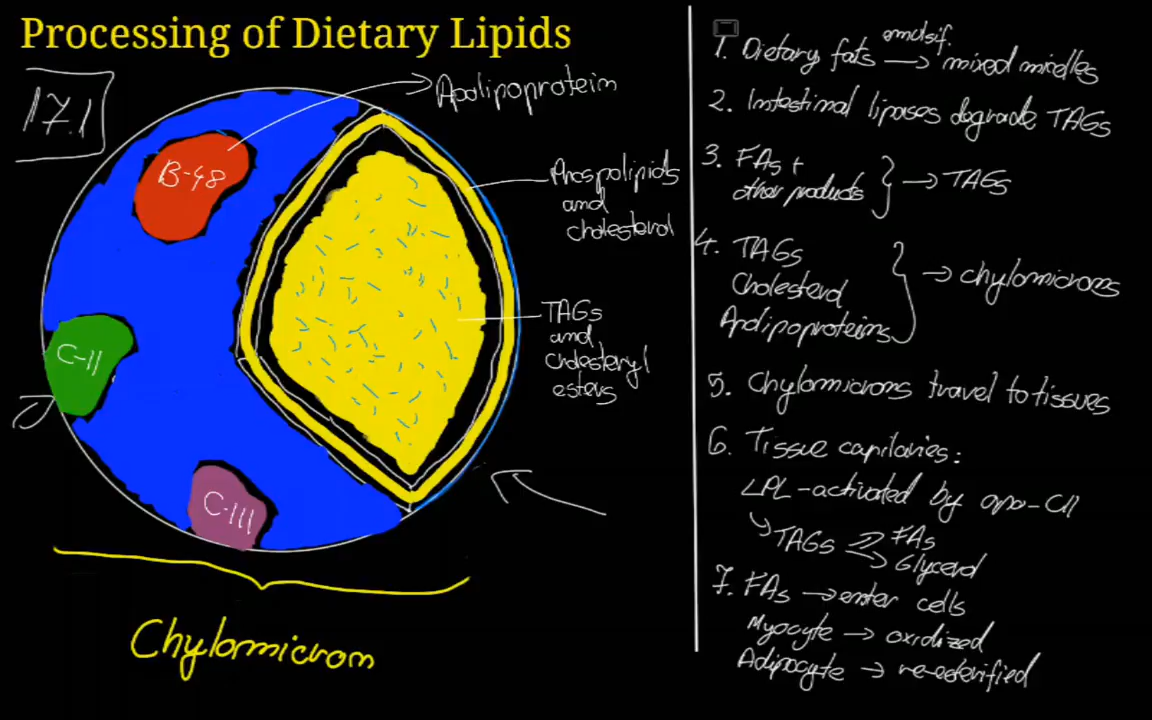 Processing of Dietary Lipids
17.1
Apolipoprotein
B-48
Phospolipids
and
cholesterol
TAGs
and
cholesteryl
esters
C-II
C-III
Chylomicron
1. Dietary fats emulsif. → mixed micelles
2. Intestinal lipases degrade TAGs
3. FAs +
other products } → TAGs
4. TAGs
Cholesterol
Apolipoproteins } → chylomicrons
5. Chylomicrons travel to tissues
6. Tissue capilaries:
LPL-activated by apo-CII
TAGs → FAs
→ Glycerol
7. FAs → enter cells
Myocyte → oxidized
Adipocyte → re-esterified